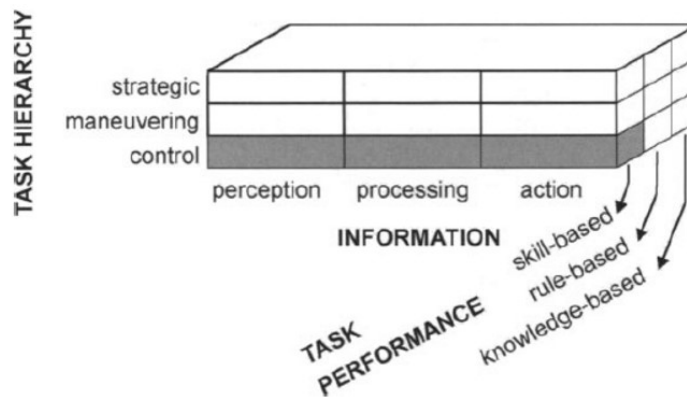 TASK HIERARCHY
strategic
maneuvering
control
perception processing action
INFORMATION
skill-based
rule-based
knowledge-based
TASK
PERFORMANCE